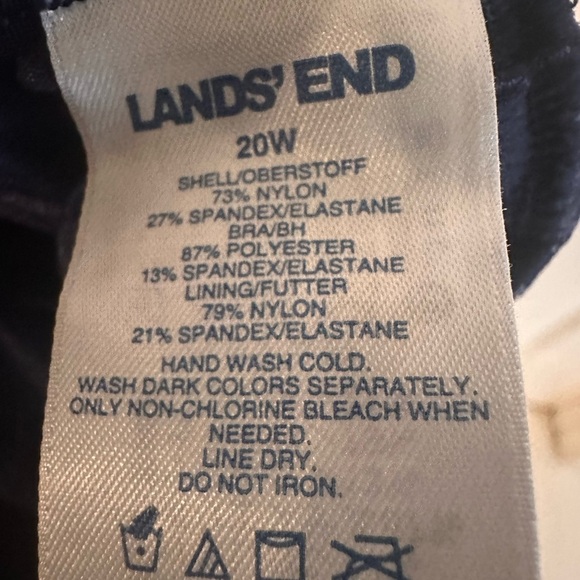 LANDS' END
20W
SHELL/OBERSTOFF
73% NYLON
27% SPANDEX/ELASTANE
BRA/BH
87% POLYESTER
13% SPANDEX/ELASTANE
LINING/FUTTER
79% NYLON
21% SPANDEX/ELASTANE
HAND WASH COLD.
WASH DARK COLORS SEPARATELY.
ONLY NON-CHLORINE BLEACH WHEN
NEEDED.
LINE DRY.
DO NOT IRON.